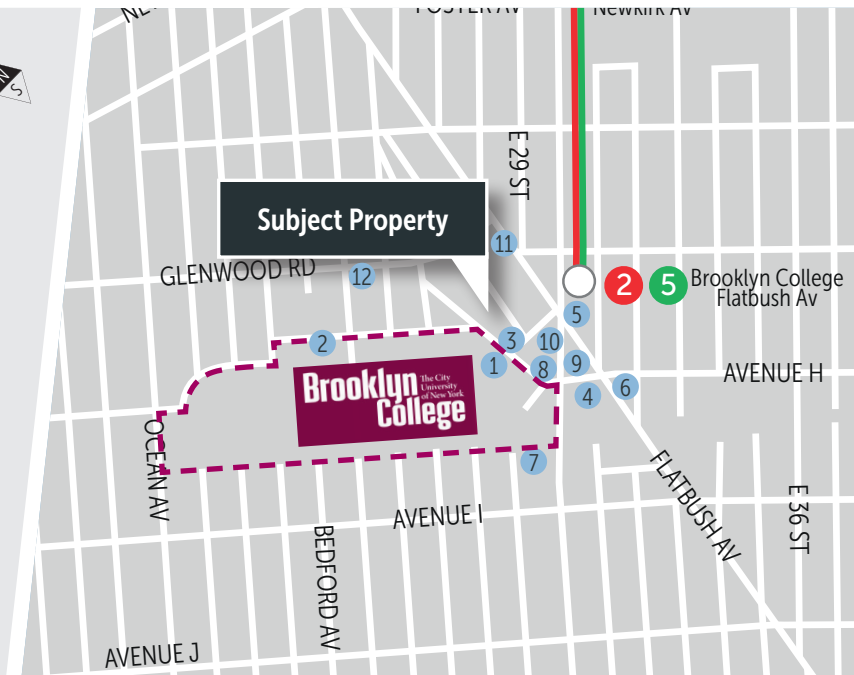 Newkirk Av
FOSTER AV
N
S
E 29 ST
Subject Property
11
GLENWOOD RD
12
2
5
Brooklyn College
Flatbush Av
5
2
3
10
1
8
9
AVENUE H
4
6
Brooklyn
College
The City
University
of New York
OCEAN AV
7
FLATBUSH AV
E 36 ST
AVENUE I
BEDFORD AV
AVENUE J